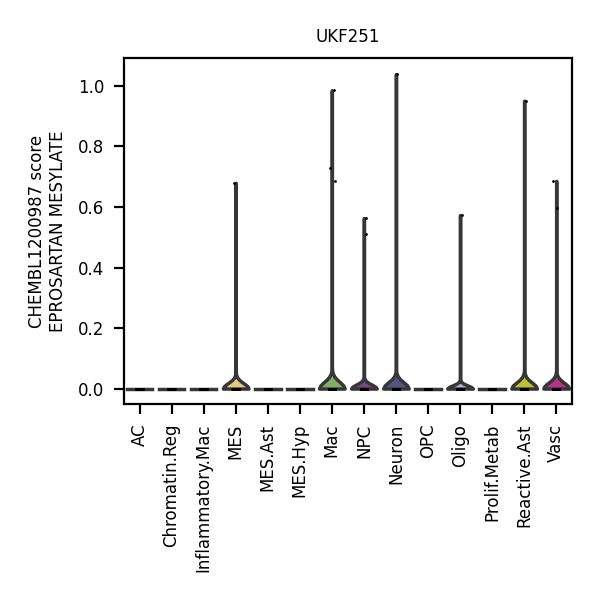 UKF251
CHEMBL1200987 score
EPROSARTAN MESYLATE
1.0
0.8
0.6
0.4
0.2
0.0
AC
Chromatin.Reg
Inflammatory.Mac
MES
MES.Ast
MES.Hyp
Mac
NPC
Neuron
OPC
Oligo
Prolif.Metab
Reactive.Ast
Vasc